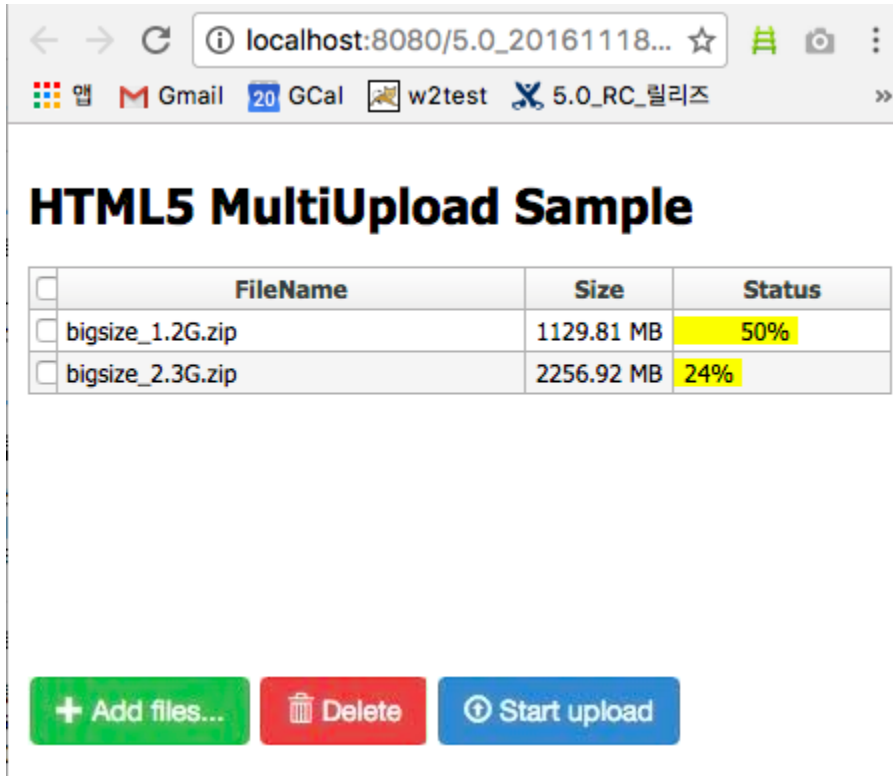 localhost:8080/5.0_20161118...
앱 Gmail 20 GCal w2test 5.0_RC_릴리즈 »
HTML5 MultiUpload Sample
FileName Size Status
bigsize_1.2G.zip 1129.81 MB 50%
bigsize_2.3G.zip 2256.92 MB 24%
Add files... Delete Start upload